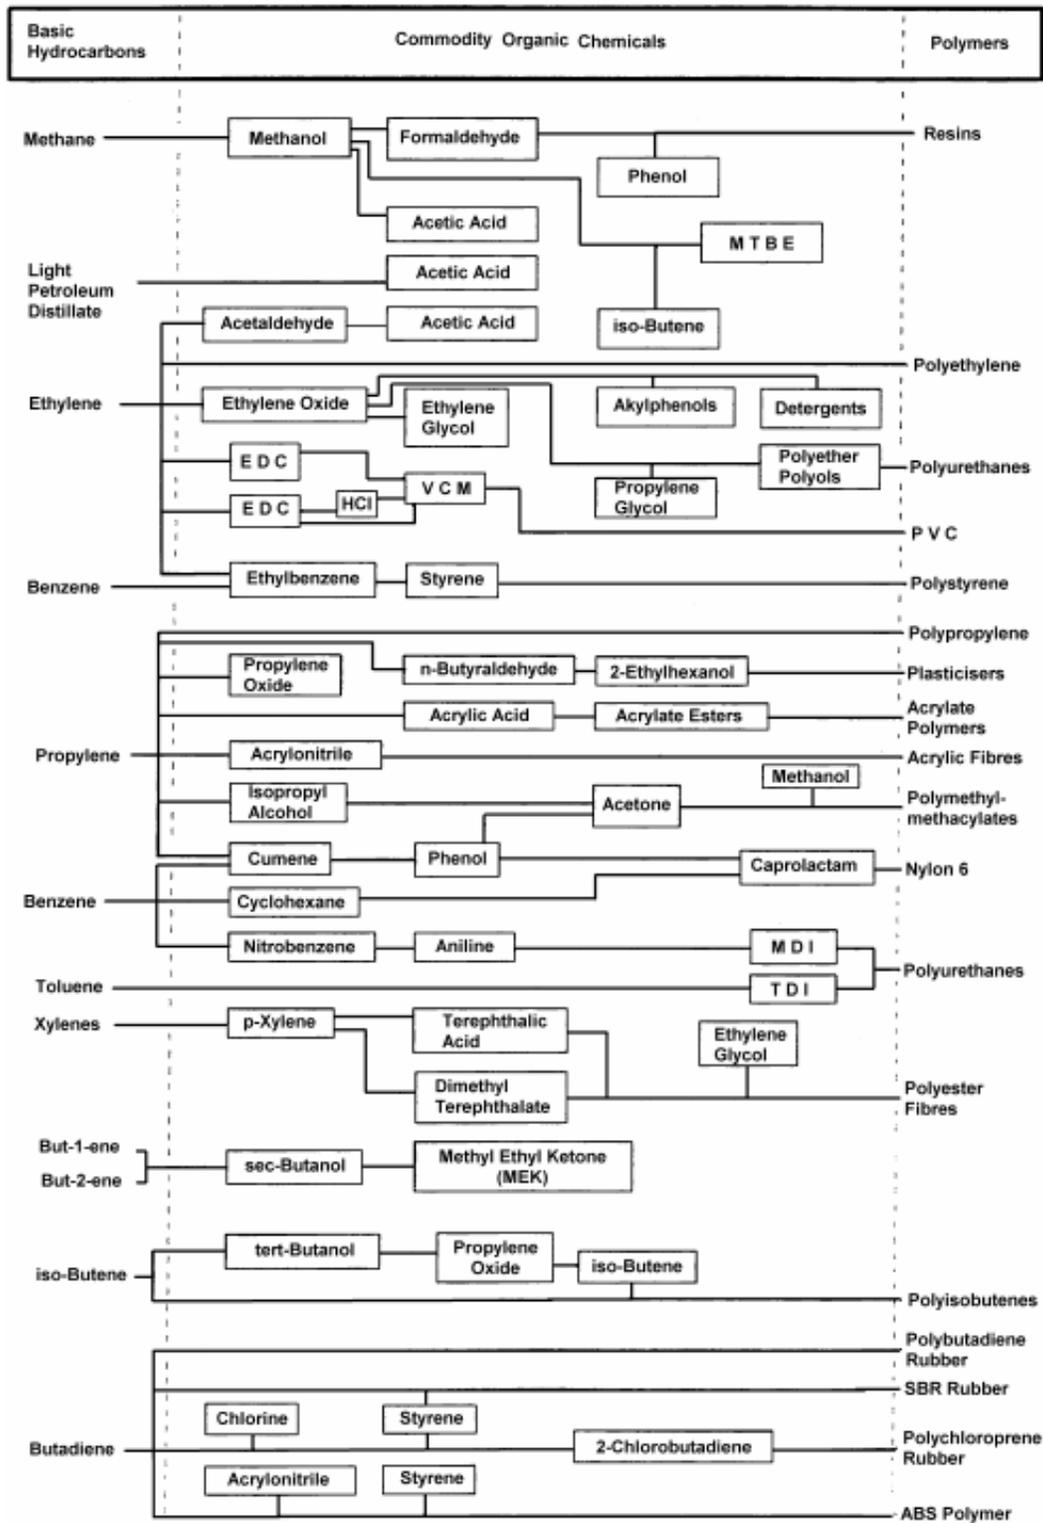 Basic
Hydrocarbons
Commodity Organic Chemicals
Polymers
Methane
Methanol
Formaldehyde
Resins
Phenol
Acetic Acid
M T B E
Light
Petroleum
Distillate
Acetic Acid
Acetaldehyde
Acetic Acid
iso-Butene
Polyethylene
Ethylene
Ethylene Oxide
Ethylene
Glycol
Akylphenols
Detergents
E D C
V C M
Propylene
Glycol
Polyether
Polyols
Polyurethanes
E D C
HCl
P V C
Benzene
Ethylbenzene
Styrene
Polystyrene
Polypropylene
Propylene
Oxide
n-Butyraldehyde
2-Ethylhexanol
Plasticisers
Acrylic Acid
Acrylate Esters
Acrylate
Polymers
Propylene
Acrylonitrile
Acrylic Fibres
Isopropyl
Alcohol
Acetone
Methanol
Polymethyl-
methacylates
Cumene
Phenol
Caprolactam
Nylon 6
Benzene
Cyclohexane
Nitrobenzene
Aniline
M D I
Polyurethanes
Toluene
T D I
Xylenes
p-Xylene
Terephthalic
Acid
Ethylene
Glycol
Dimethyl
Terephthalate
Polyester
Fibres
But-1-ene
But-2-ene
sec-Butanol
Methyl Ethyl Ketone
(MEK)
iso-Butene
tert-Butanol
Propylene
Oxide
iso-Butene
Polyisobutenes
Polybutadiene
Rubber
SBR Rubber
Chlorine
Styrene
Butadiene
2-Chlorobutadiene
Polychloroprene
Rubber
Acrylonitrile
Styrene
ABS Polymer